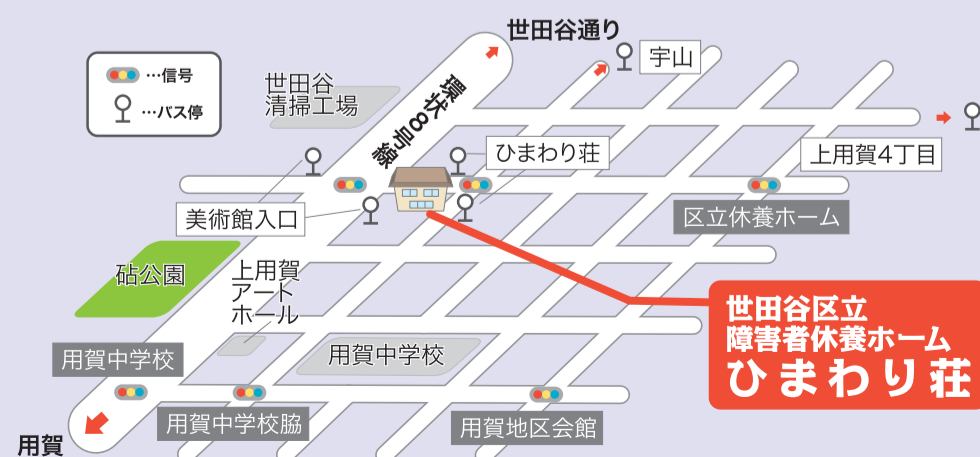 世田谷通り
宇山
…信号
…バス停
世田谷
清掃工場
環状8号線
ひまわり荘
上用賀4丁目
美術館入口
区立休養ホーム
砧公園
上用賀
アート
ホール
世田谷区立
障害者休養ホーム
ひまわり荘
用賀中学校
用賀中学校
用賀中学校脇
用賀地区会館
用賀